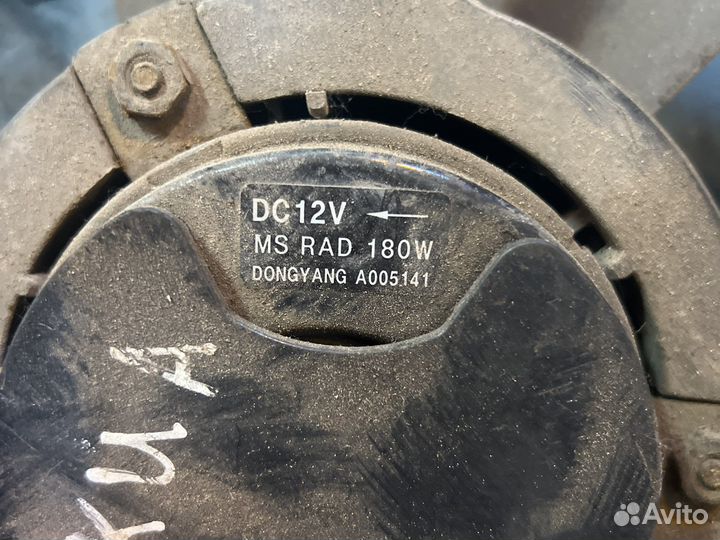 DC12V ←
MS RAD 180W
DONGYANG A005141
Avito